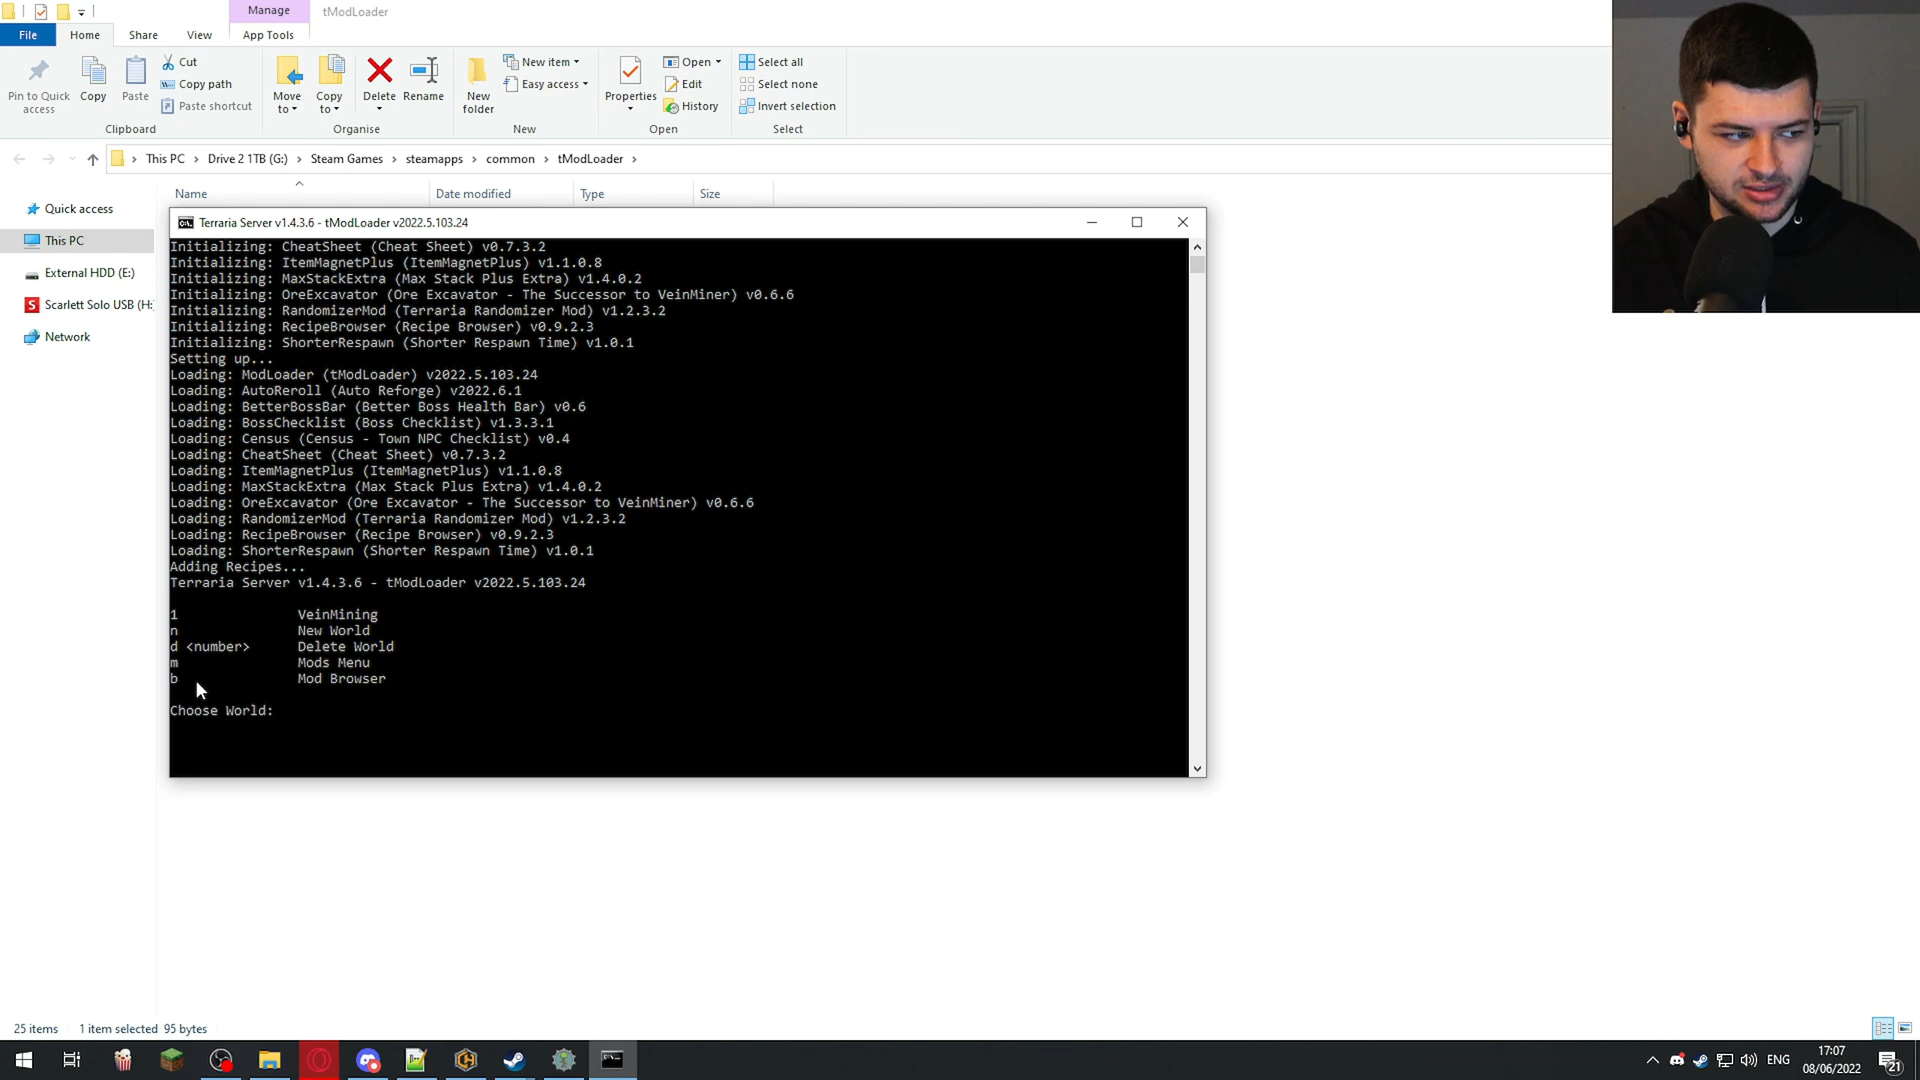 Manage
tModLoader
File
Home
Share
View
App Tools
Pin to Quick access
Copy
Paste
Cut
Copy path
Paste shortcut
Clipboard
Move to
Copy to
Delete
Rename
Organise
New folder
New item
Easy access
New
Properties
Open
Edit
History
Open
Select all
Select none
Invert selection
Select
This PC
Drive 2 1TB (G:)
Steam Games
steamapps
common
tModLoader
Name
Date modified
Type
Size
Quick access
This PC
External HDD (E:)
Scarlett Solo USB (H:
Network
Terraria Server v1.4.3.6 - tModLoader v2022.5.103.24
Initializing: CheatSheet (Cheat Sheet) v0.7.3.2
Initializing: ItemMagnetPlus (ItemMagnetPlus) v1.1.0.8
Initializing: MaxStackExtra (Max Stack Plus Extra) v1.4.0.2
Initializing: OreExcavator (Ore Excavator - The Successor to VeinMiner) v0.6.6
Initializing: RandomizerMod (Terraria Randomizer Mod) v1.2.3.2
Initializing: RecipeBrowser (Recipe Browser) v0.9.2.3
Initializing: ShorterRespawn (Shorter Respawn Time) v1.0.1
Setting up...
Loading: ModLoader (tModLoader) v2022.5.103.24
Loading: AutoReroll (Auto Reforge) v2022.6.1
Loading: BetterBossBar (Better Boss Health Bar) v0.6
Loading: BossChecklist (Boss Checklist) v1.3.3.1
Loading: Census (Census - Town NPC Checklist) v0.4
Loading: CheatSheet (Cheat Sheet) v0.7.3.2
Loading: ItemMagnetPlus (ItemMagnetPlus) v1.1.0.8
Loading: MaxStackExtra (Max Stack Plus Extra) v1.4.0.2
Loading: OreExcavator (Ore Excavator - The Successor to VeinMiner) v0.6.6
Loading: RandomizerMod (Terraria Randomizer Mod) v1.2.3.2
Loading: RecipeBrowser (Recipe Browser) v0.9.2.3
Loading: ShorterRespawn (Shorter Respawn Time) v1.0.1
Adding Recipes...
Terraria Server v1.4.3.6 - tModLoader v2022.5.103.24
1 VeinMining
n New World
d <number> Delete World
m Mods Menu
b Mod Browser
Choose World:
25 items
1 item selected 95 bytes
ENG
17:07
08/06/2022
21